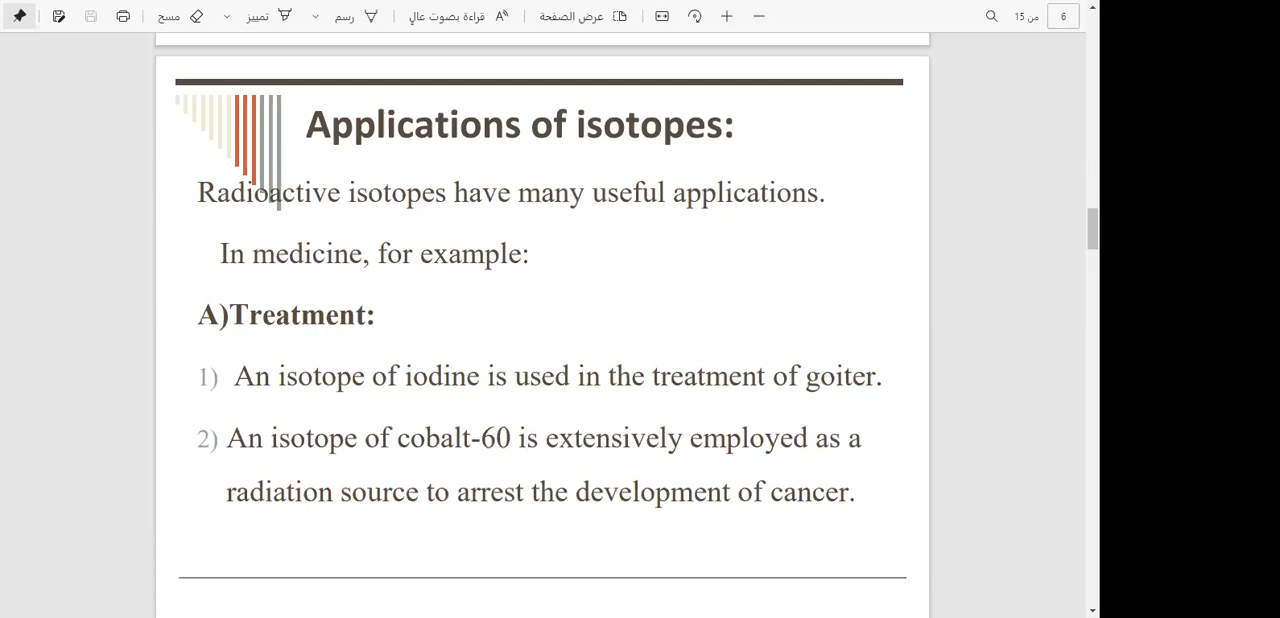 مسح تمييز رسم قراءة بصوت عالٍ عرض الصفحة 15 من 6
Applications of isotopes:
Radioactive isotopes have many useful applications.
In medicine, for example:
A)Treatment:
1) An isotope of iodine is used in the treatment of goiter.
2) An isotope of cobalt-60 is extensively employed as a
radiation source to arrest the development of cancer.